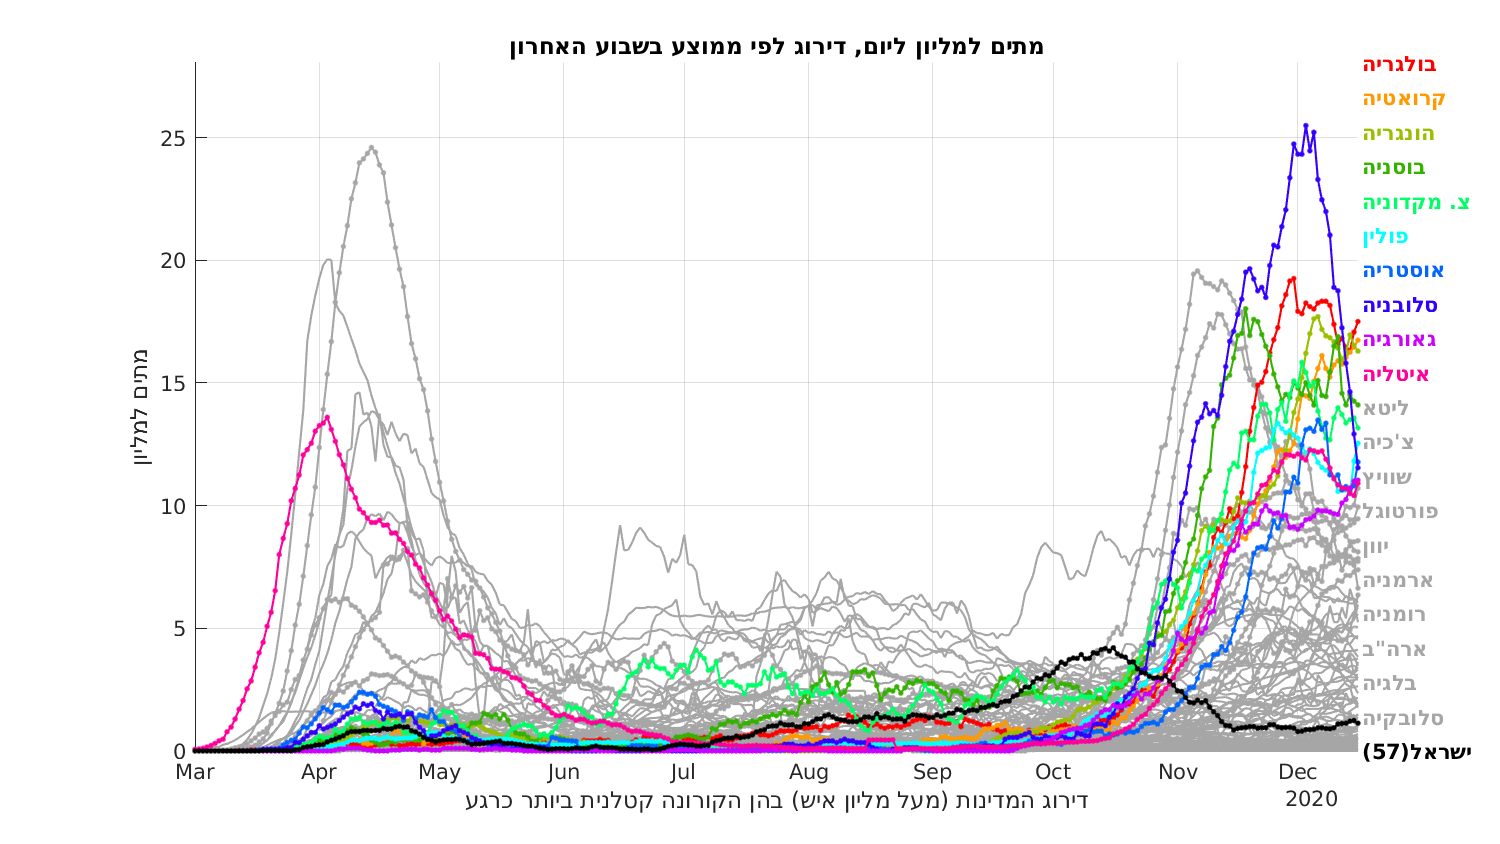 מתים למליון ליום, דירוג לפי ממוצע בשבוע האחרון
בולגריה
קרואטיה
הונגריה
בוסניה
צ. מקדוניה
פולין
אוסטריה
סלובניה
גאורגיה
איטליה
ליטא
צ'כיה
שוויץ
פורטוגל
יוון
ארמניה
רומניה
ארה"ב
בלגיה
סלובקיה
ישראל(57)
מתים למליון
25
20
15
10
5
0
Mar Apr May Jun Jul Aug Sep Oct Nov Dec
2020
דירוג המדינות (מעל מליון איש) בהן הקורונה קטלנית ביותר כרגע